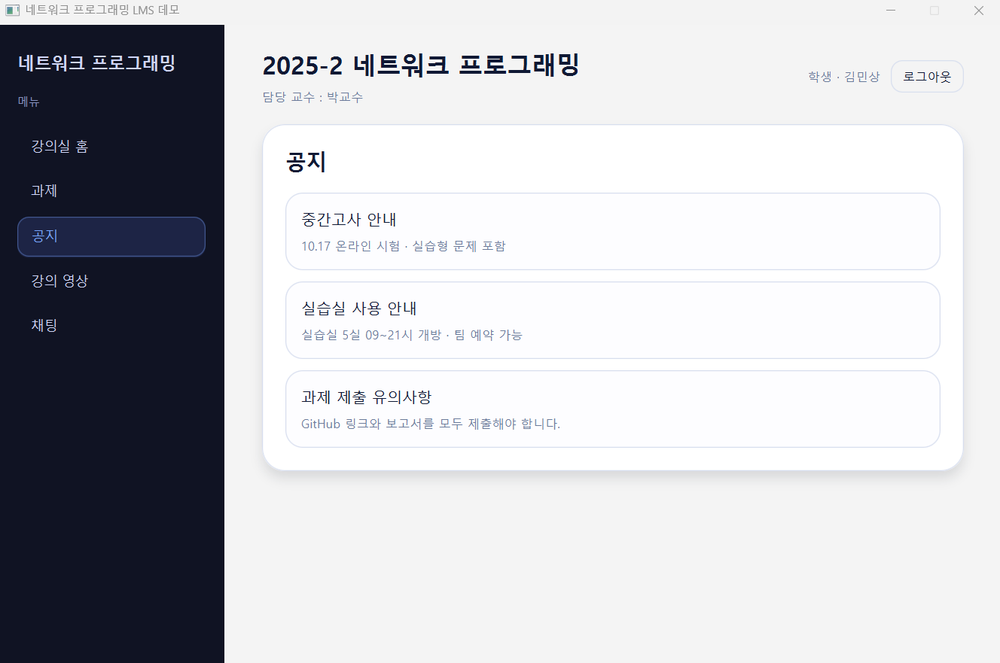 네트워크 프로그래밍 LMS 데모
네트워크 프로그래밍
메뉴
강의실 홈
과제
공지
강의 영상
채팅
2025-2 네트워크 프로그래밍
담당 교수 : 박교수
학생 · 김민상
로그아웃
공지
중간고사 안내
10.17 온라인 시험 · 실습형 문제 포함
실습실 사용 안내
실습실 5실 09~21시 개방 · 팀 예약 가능
과제 제출 유의사항
GitHub 링크와 보고서를 모두 제출해야 합니다.